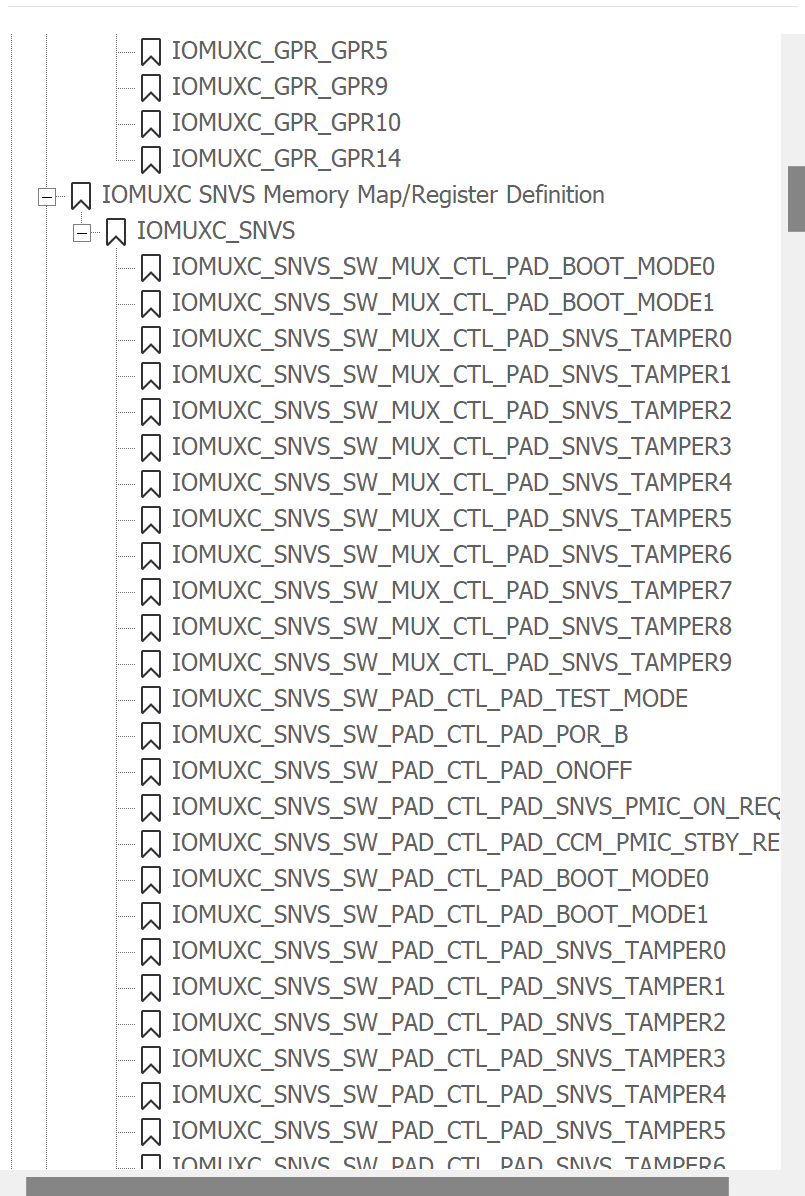 IOMUXC_GPR_GPR5
IOMUXC_GPR_GPR9
IOMUXC_GPR_GPR10
IOMUXC_GPR_GPR14
IOMUXC SNVS Memory Map/Register Definition
IOMUXC_SNVS
IOMUXC_SNVS_SW_MUX_CTL_PAD_BOOT_MODE0
IOMUXC_SNVS_SW_MUX_CTL_PAD_BOOT_MODE1
IOMUXC_SNVS_SW_MUX_CTL_PAD_SNVS_TAMPER0
IOMUXC_SNVS_SW_MUX_CTL_PAD_SNVS_TAMPER1
IOMUXC_SNVS_SW_MUX_CTL_PAD_SNVS_TAMPER2
IOMUXC_SNVS_SW_MUX_CTL_PAD_SNVS_TAMPER3
IOMUXC_SNVS_SW_MUX_CTL_PAD_SNVS_TAMPER4
IOMUXC_SNVS_SW_MUX_CTL_PAD_SNVS_TAMPER5
IOMUXC_SNVS_SW_MUX_CTL_PAD_SNVS_TAMPER6
IOMUXC_SNVS_SW_MUX_CTL_PAD_SNVS_TAMPER7
IOMUXC_SNVS_SW_MUX_CTL_PAD_SNVS_TAMPER8
IOMUXC_SNVS_SW_MUX_CTL_PAD_SNVS_TAMPER9
IOMUXC_SNVS_SW_PAD_CTL_PAD_TEST_MODE
IOMUXC_SNVS_SW_PAD_CTL_PAD_POR_B
IOMUXC_SNVS_SW_PAD_CTL_PAD_ONOFF
IOMUXC_SNVS_SW_PAD_CTL_PAD_SNVS_PMIC_ON_REQ
IOMUXC_SNVS_SW_PAD_CTL_PAD_CCM_PMIC_STBY_RE
IOMUXC_SNVS_SW_PAD_CTL_PAD_BOOT_MODE0
IOMUXC_SNVS_SW_PAD_CTL_PAD_BOOT_MODE1
IOMUXC_SNVS_SW_PAD_CTL_PAD_SNVS_TAMPER0
IOMUXC_SNVS_SW_PAD_CTL_PAD_SNVS_TAMPER1
IOMUXC_SNVS_SW_PAD_CTL_PAD_SNVS_TAMPER2
IOMUXC_SNVS_SW_PAD_CTL_PAD_SNVS_TAMPER3
IOMUXC_SNVS_SW_PAD_CTL_PAD_SNVS_TAMPER4
IOMUXC_SNVS_SW_PAD_CTL_PAD_SNVS_TAMPER5
IOMUXC_SNVS_SW_PAD_CTL_PAD_SNVS_TAMPER6